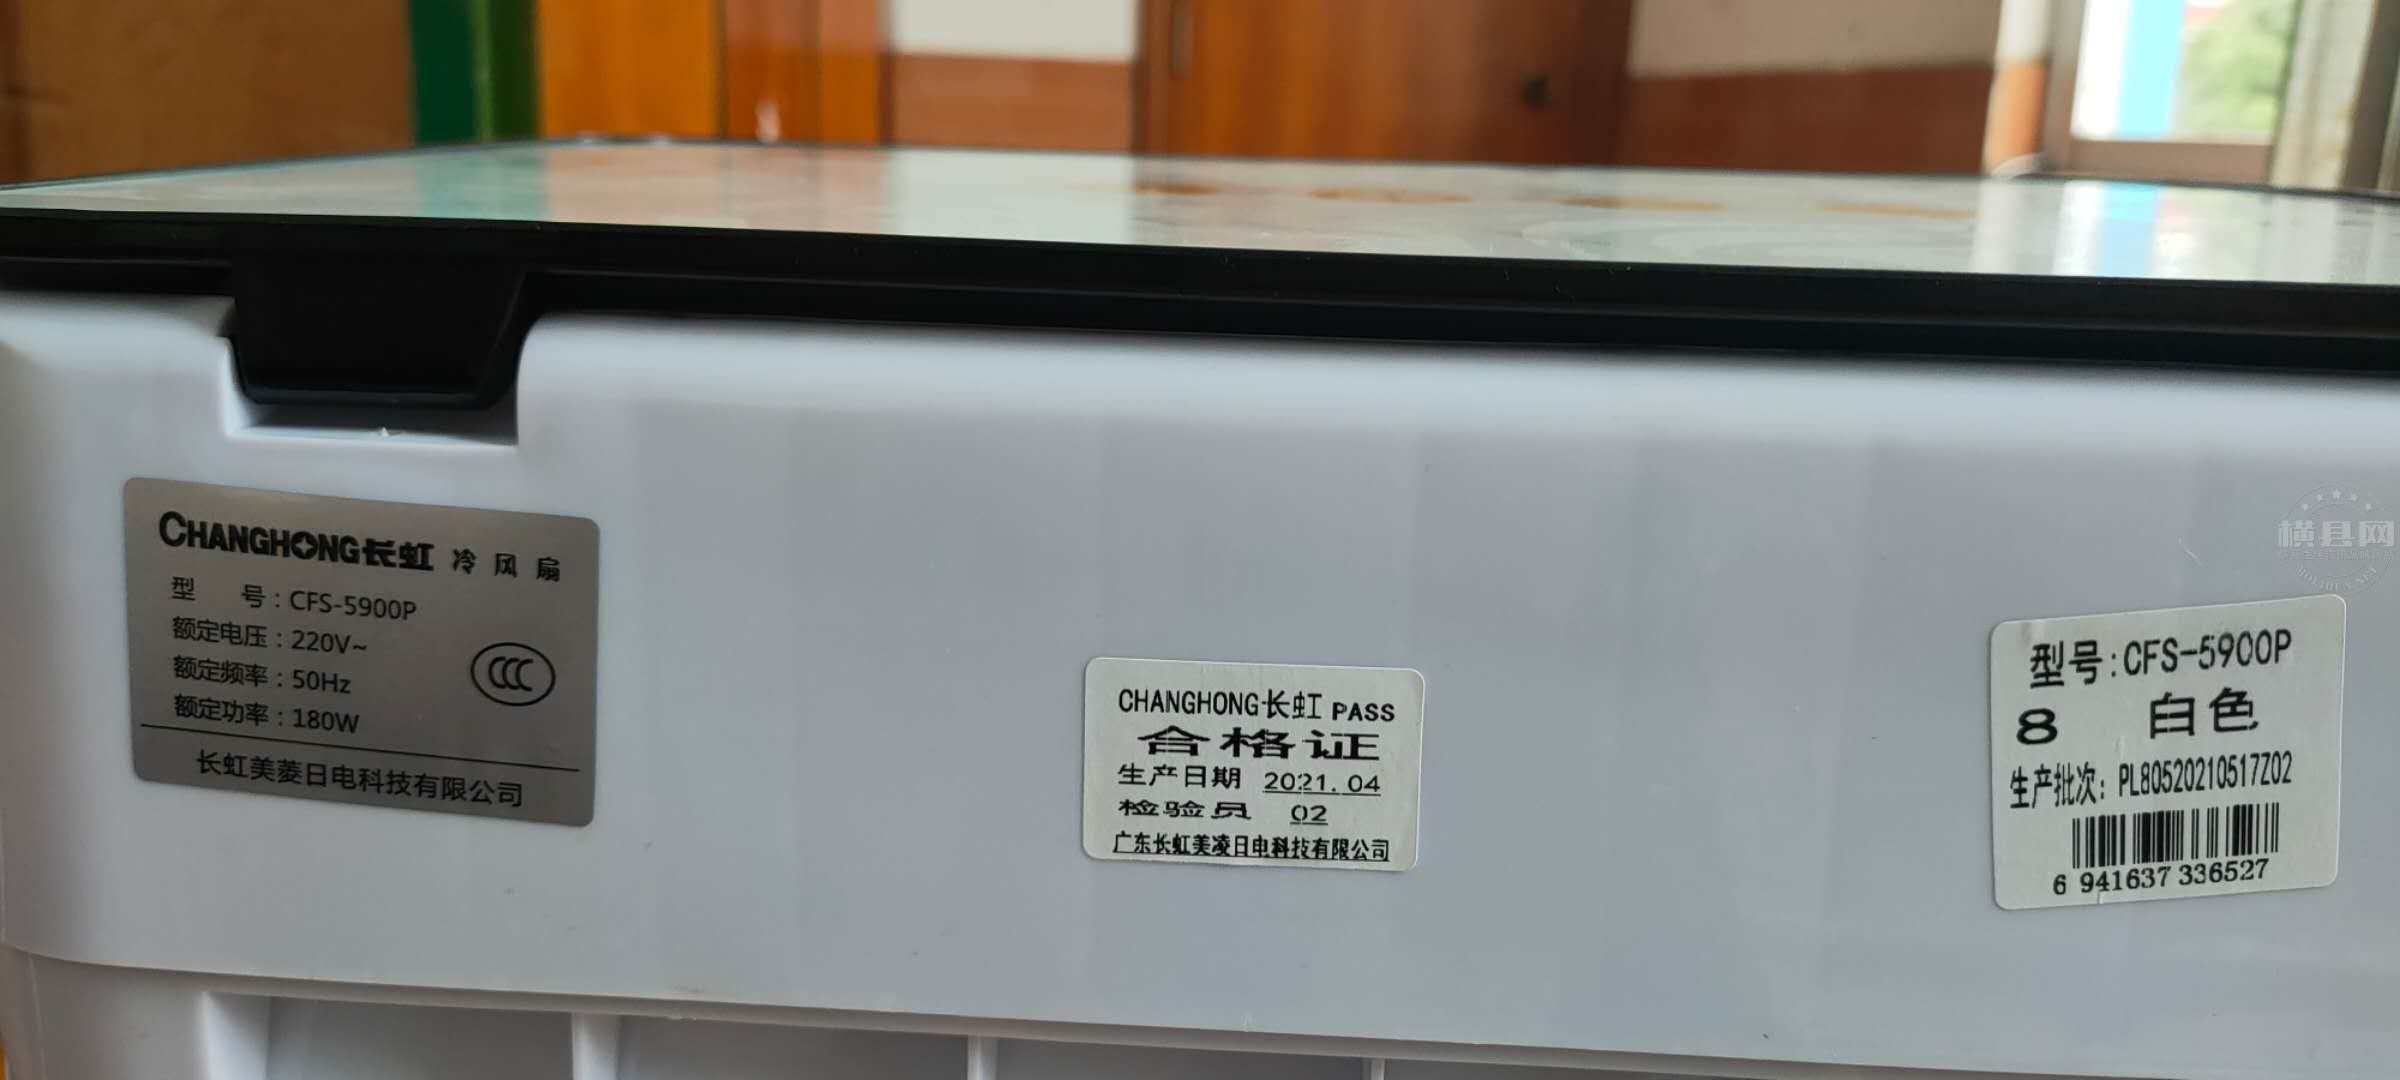 CHANGHONG长虹 冷风扇
型 号：CFS-5900P
额定电压：220V~
额定频率：50Hz
额定功率：180W
CCC
长虹美菱日电科技有限公司
CHANGHONG长虹 PASS
合格证
生产日期 2021.04
检验员 02
广东长虹美凌日电科技有限公司
型号:CFS-5900P
8 白色
生产批次: PL80520210517Z02
6 941637 336527
横县网